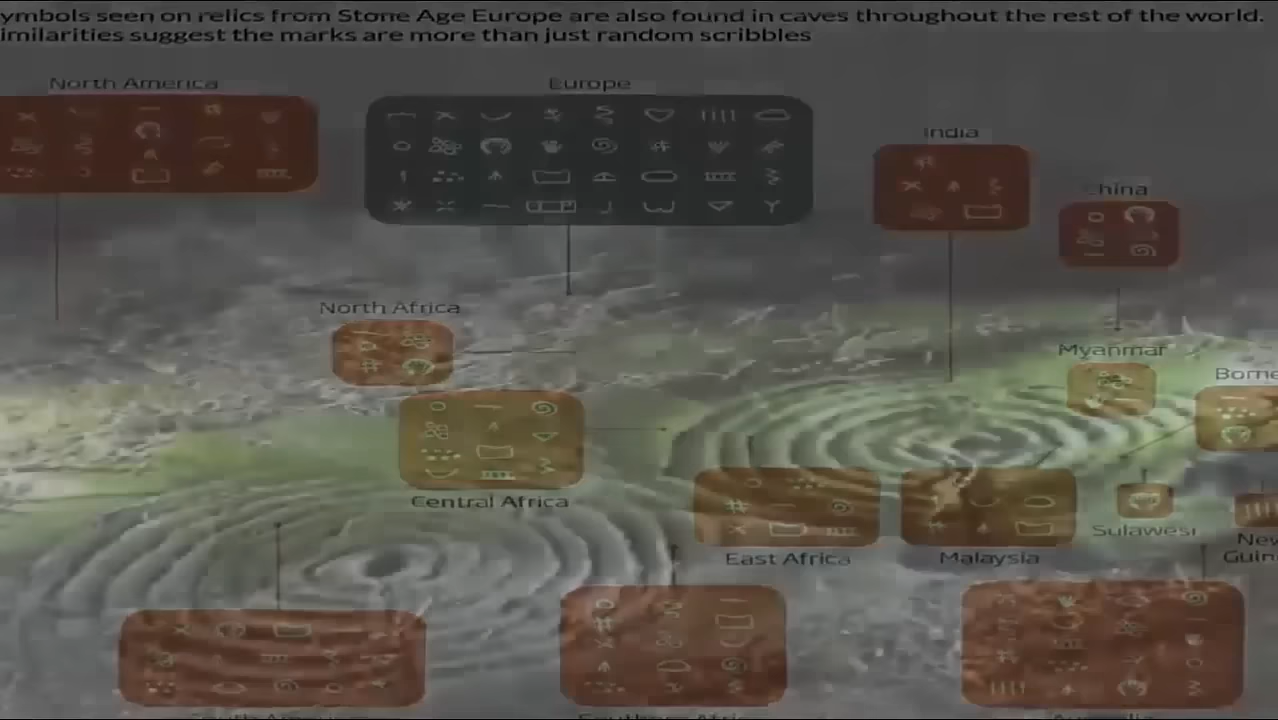 ymbols seen on relics from Stone Age Europe are also found in caves throughout the rest of the world.
imilarities suggest the marks are more than just random scribbles
North America
Europe
India
China
North Africa
Myanmar
Borne
Central Africa
East Africa
Malaysia
Sulawesi
New
Guin